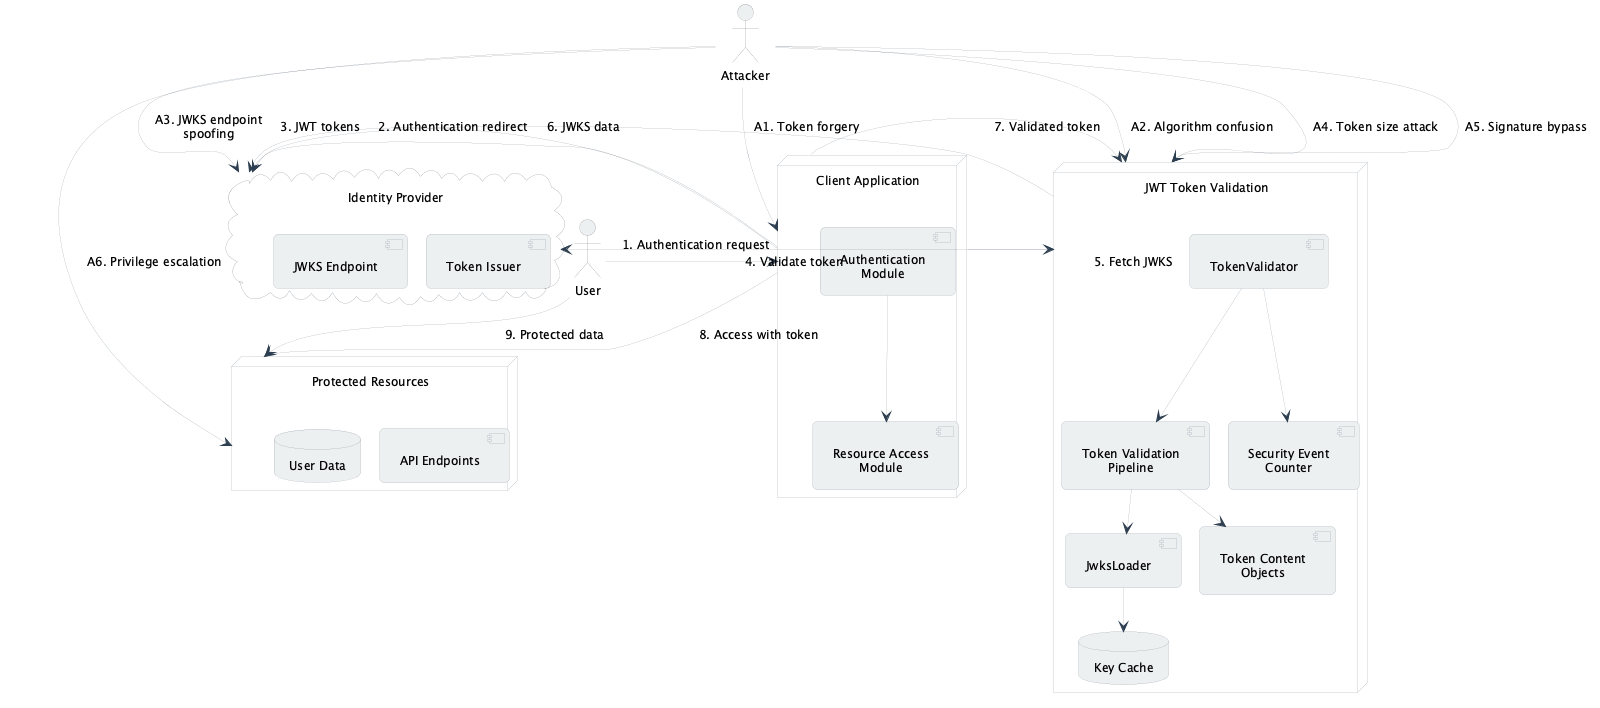 Attacker
A3. JWKS endpoint
spoofing
3. JWT tokens
2. Authentication redirect
6. JWKS data
A1. Token forgery
7. Validated token
A2. Algorithm confusion
A4. Token size attack
A5. Signature bypass
Identity Provider
Client Application
JWT Token Validation
1. Authentication request
A6. Privilege escalation
JWKS Endpoint
Token Issuer
User
4. Validate token
Authentication
Module
5. Fetch JWKS
TokenValidator
9. Protected data
8. Access with token
Protected Resources
User Data
API Endpoints
Resource Access
Module
Token Validation
Pipeline
Security Event
Counter
JwksLoader
Token Content
Objects
Key Cache